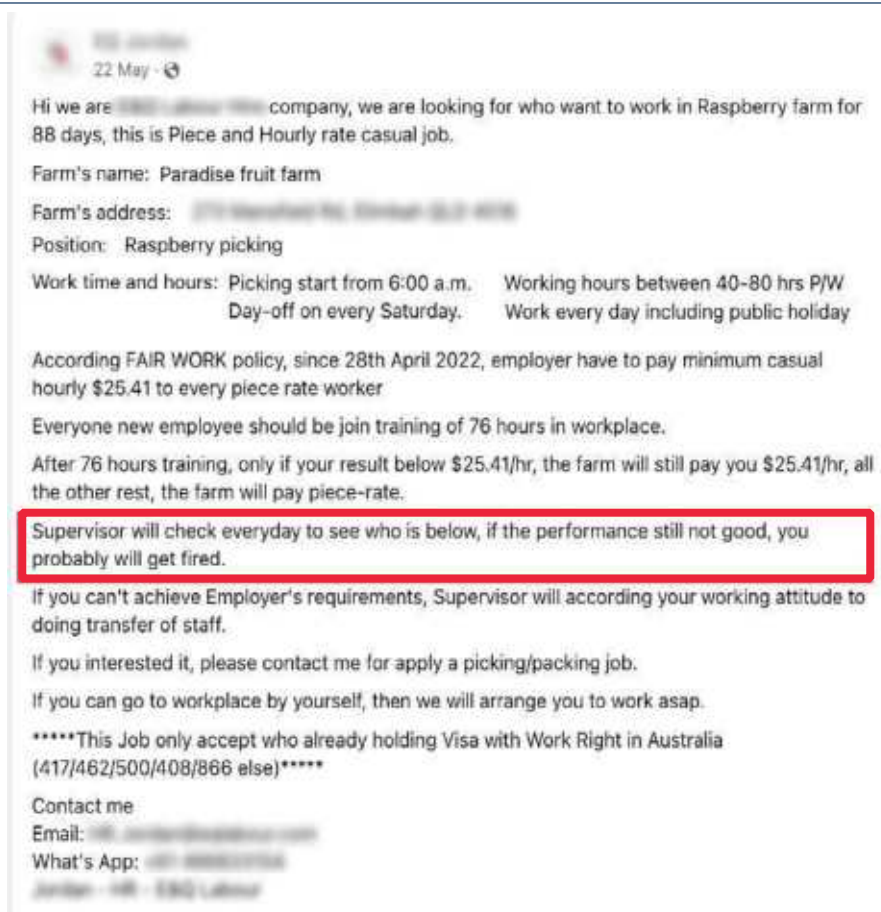 22 May ·
Hi we are company, we are looking for who want to work in Raspberry farm for
88 days, this is Piece and Hourly rate casual job.
Farm's name: Paradise fruit farm
Farm's address:
Position: Raspberry picking
Work time and hours: Picking start from 6:00 a.m. Working hours between 40-80 hrs P/W
Day-off on every Saturday. Work every day including public holiday
According FAIR WORK policy, since 28th April 2022, employer have to pay minimum casual
hourly $25.41 to every piece rate worker
Everyone new employee should be join training of 76 hours in workplace.
After 76 hours training, only if your result below $25.41/hr, the farm will still pay you $25.41/hr, all
the other rest, the farm will pay piece-rate.
Supervisor will check everyday to see who is below, if the performance still not good, you
probably will get fired.
If you can't achieve Employer's requirements, Supervisor will according your working attitude to
doing transfer of staff.
If you interested it, please contact me for apply a picking/packing job.
If you can go to workplace by yourself, then we will arrange you to work asap.
*****This Job only accept who already holding Visa with Work Right in Australia
(417/462/500/408/866 else)*****
Contact me
Email:
What's App: